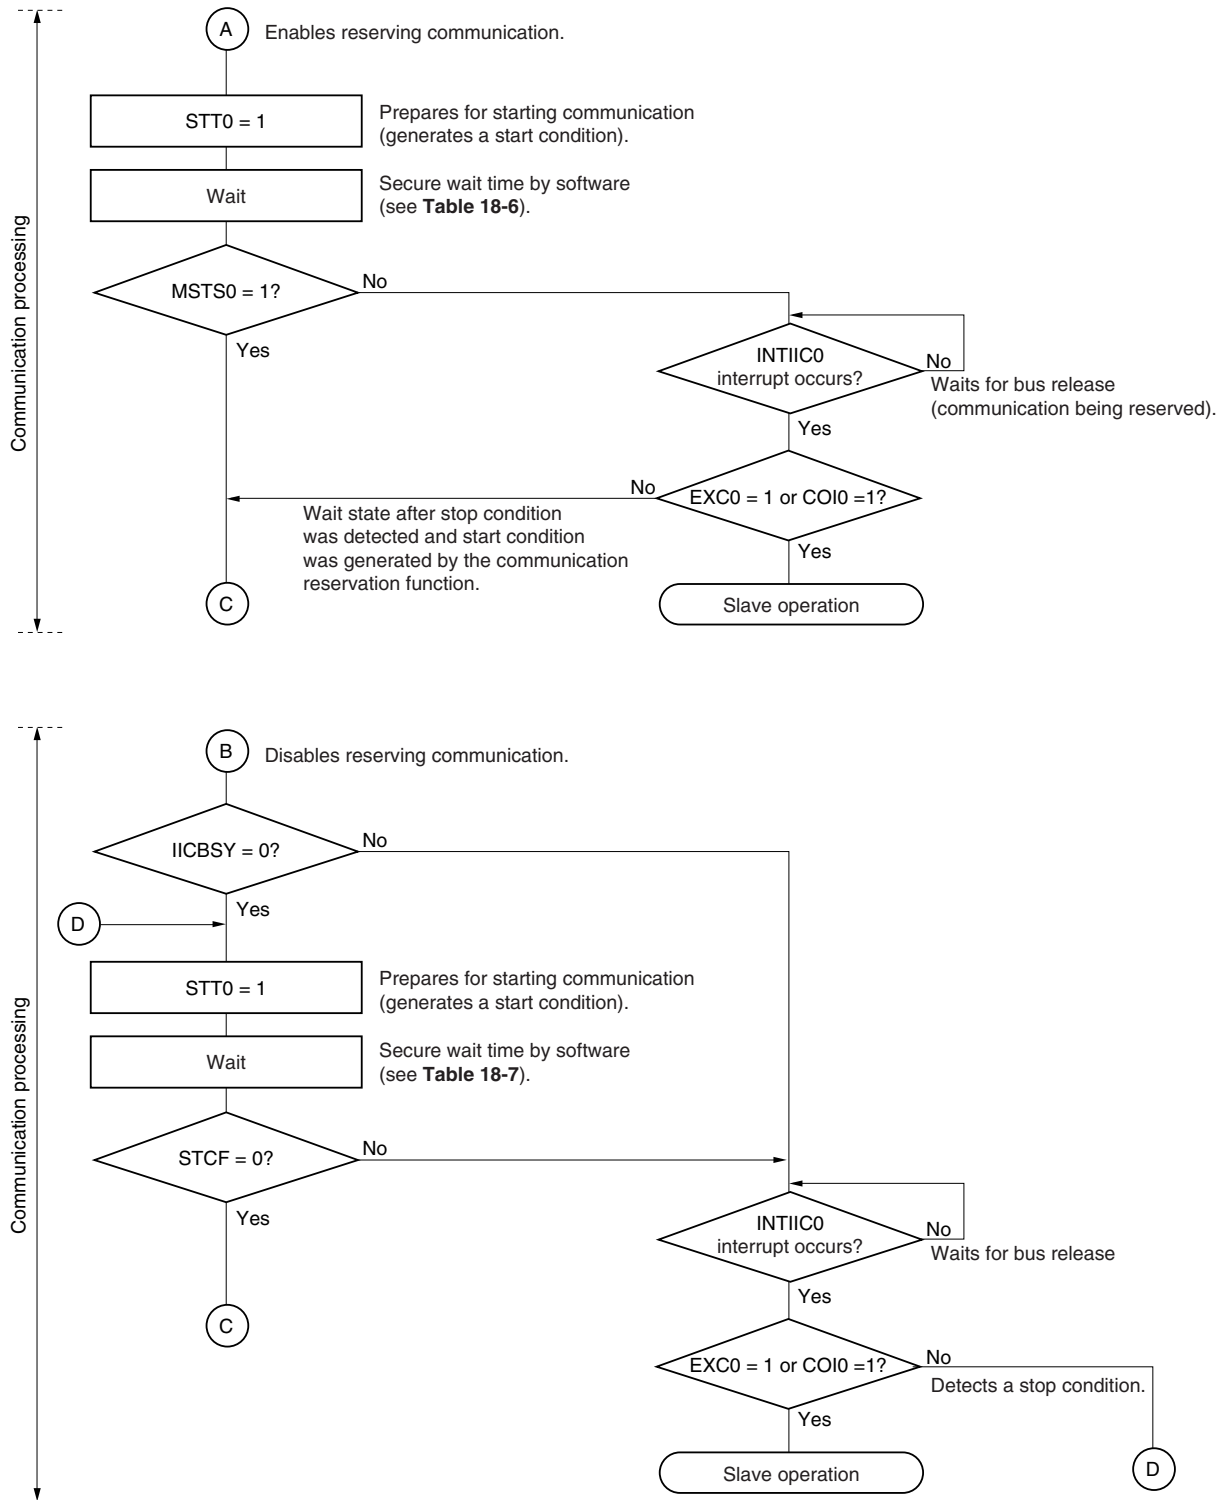 A
Enables reserving communication.
STT0 = 1
Prepares for starting communication
(generates a start condition).
Wait
Secure wait time by software
(see Table 18-6).
MSTS0 = 1?
No
Yes
INTIIC0
interrupt occurs?
No
Waits for bus release
(communication being reserved).
Yes
EXC0 = 1 or COI0 =1?
No
Wait state after stop condition
was detected and start condition
was generated by the communication
reservation function.
Yes
C
Slave operation
Communication processing
B
Disables reserving communication.
IICBSY = 0?
No
Yes
D
STT0 = 1
Prepares for starting communication
(generates a start condition).
Wait
Secure wait time by software
(see Table 18-7).
STCF = 0?
No
Yes
INTIIC0
interrupt occurs?
No
Waits for bus release
Yes
C
EXC0 = 1 or COI0 =1?
No
Detects a stop condition.
Yes
Slave operation
D
Communication processing